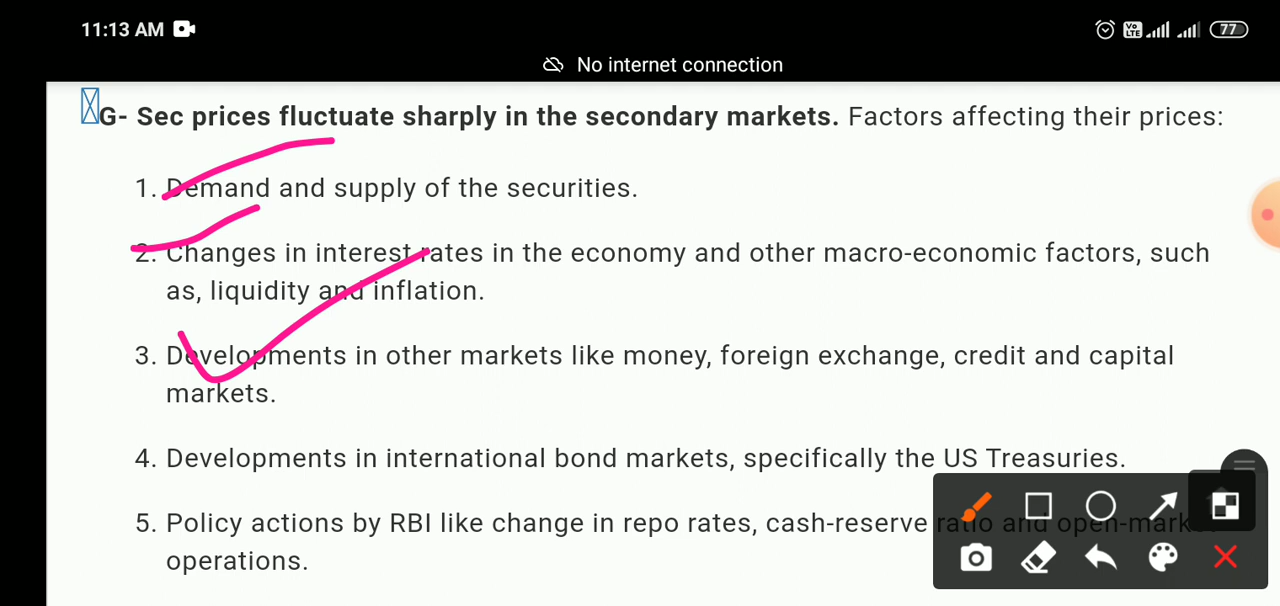 11:13 AM
Vo LTE
77
No internet connection
G- Sec prices fluctuate sharply in the secondary markets. Factors affecting their prices:
1. Demand and supply of the securities.
2. Changes in interest rates in the economy and other macro-economic factors, such
as, liquidity and inflation.
3. Developments in other markets like money, foreign exchange, credit and capital
markets.
4. Developments in international bond markets, specifically the US Treasuries.
5. Policy actions by RBI like change in repo rates, cash-reserve ratio and
operations.